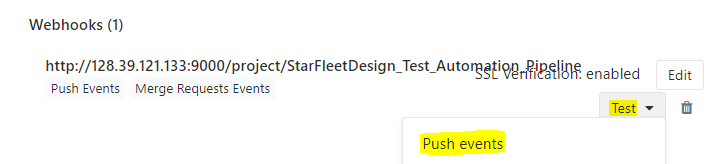 Webhooks (1)
http://128.39.121.133:9000/project/StarFleetDesign_Test_Automation_Pipeline
SSL Verification: enabled
Edit
Push Events Merge Requests Events
Test
Push events